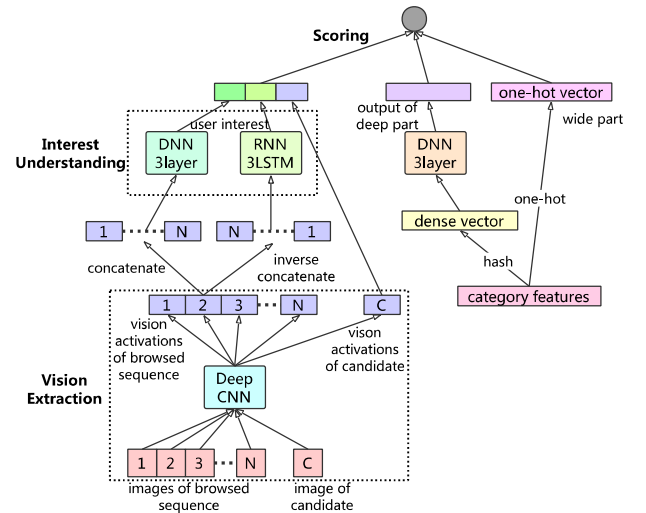 Scoring
one-hot vector
output of
deep part
wide part
user interest
Interest
Understanding
DNN
3layer
RNN
3LSTM
DNN
3layer
one-hot
1 N N 1
dense vector
concatenate
inverse
concatenate
hash
category features
1 2 3 N C
vision
activations
of browsed
sequence
vison
activations
of candidate
Vision
Extraction
Deep
CNN
1 2 3 N C
images of browsed
sequence
image of
candidate